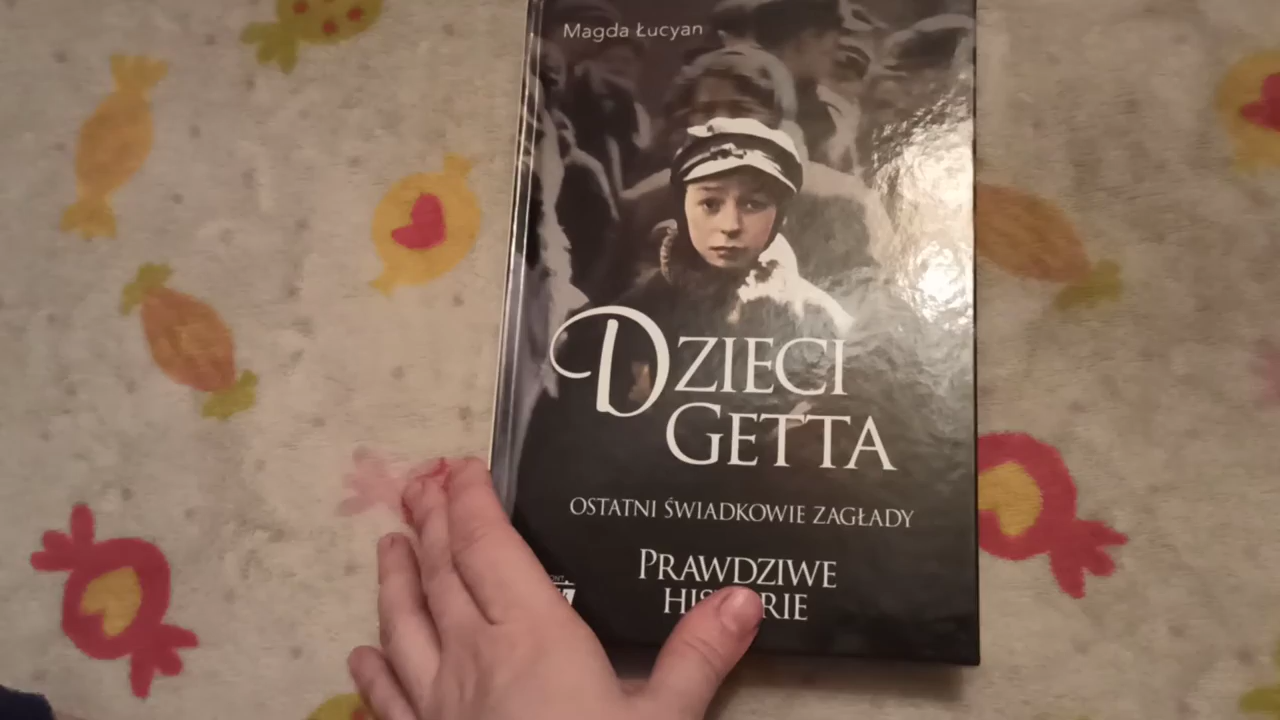 Magda Łucyan
DZIECI
GETTA
OSTATNI ŚWIADKOWIE ZAGŁADY
PRAWDZIWE